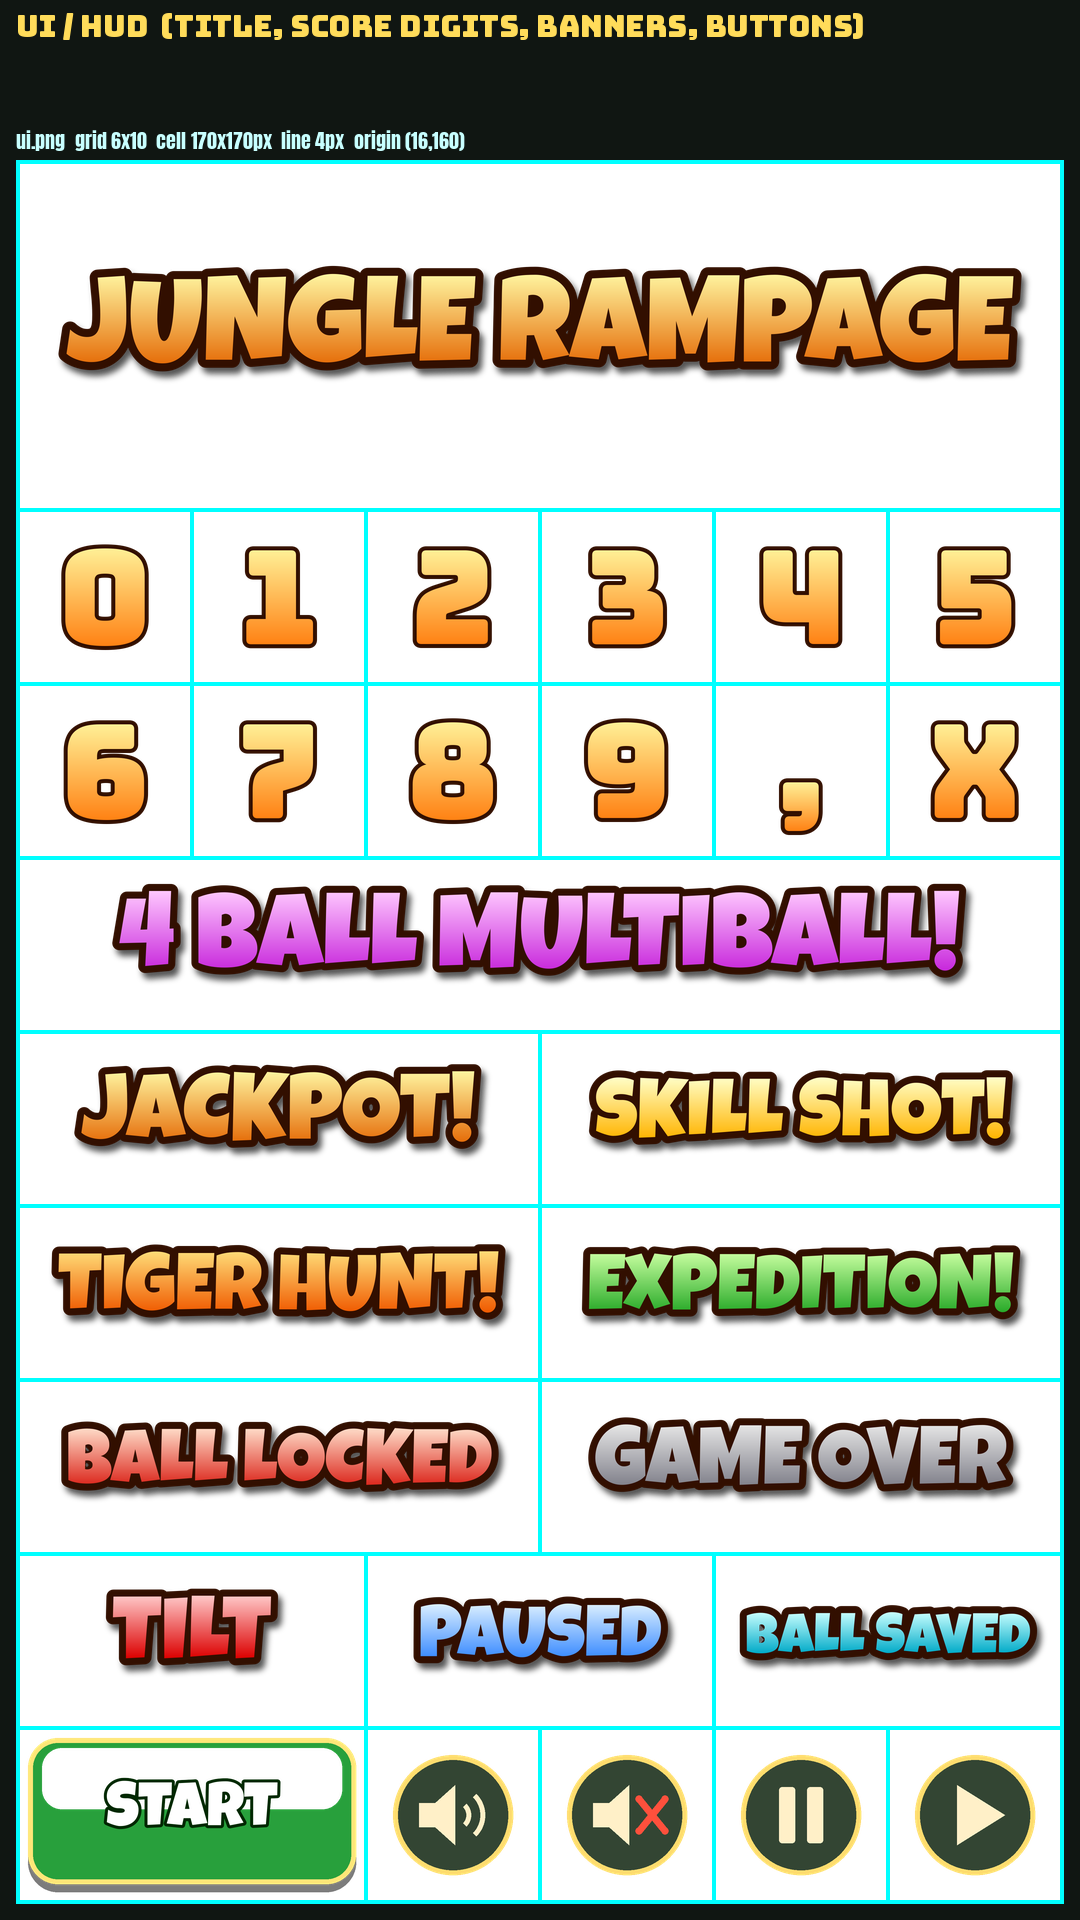 UI / HUD (TITLE, SCORE DIGITS, BANNERS, BUTTONS)
ui.png grid 6x10 cell 170x170px line 4px origin (16,160)
JUNGLE RAMPAGE
0 1 2 3 4 5
6 7 8 9 , X
4 BALL MULTIBALL!
JACKPOT! SKILL SHOT!
TIGER HUNT! EXPEDITION!
BALL LOCKED GAME OVER
TILT PAUSED BALL SAVED
START